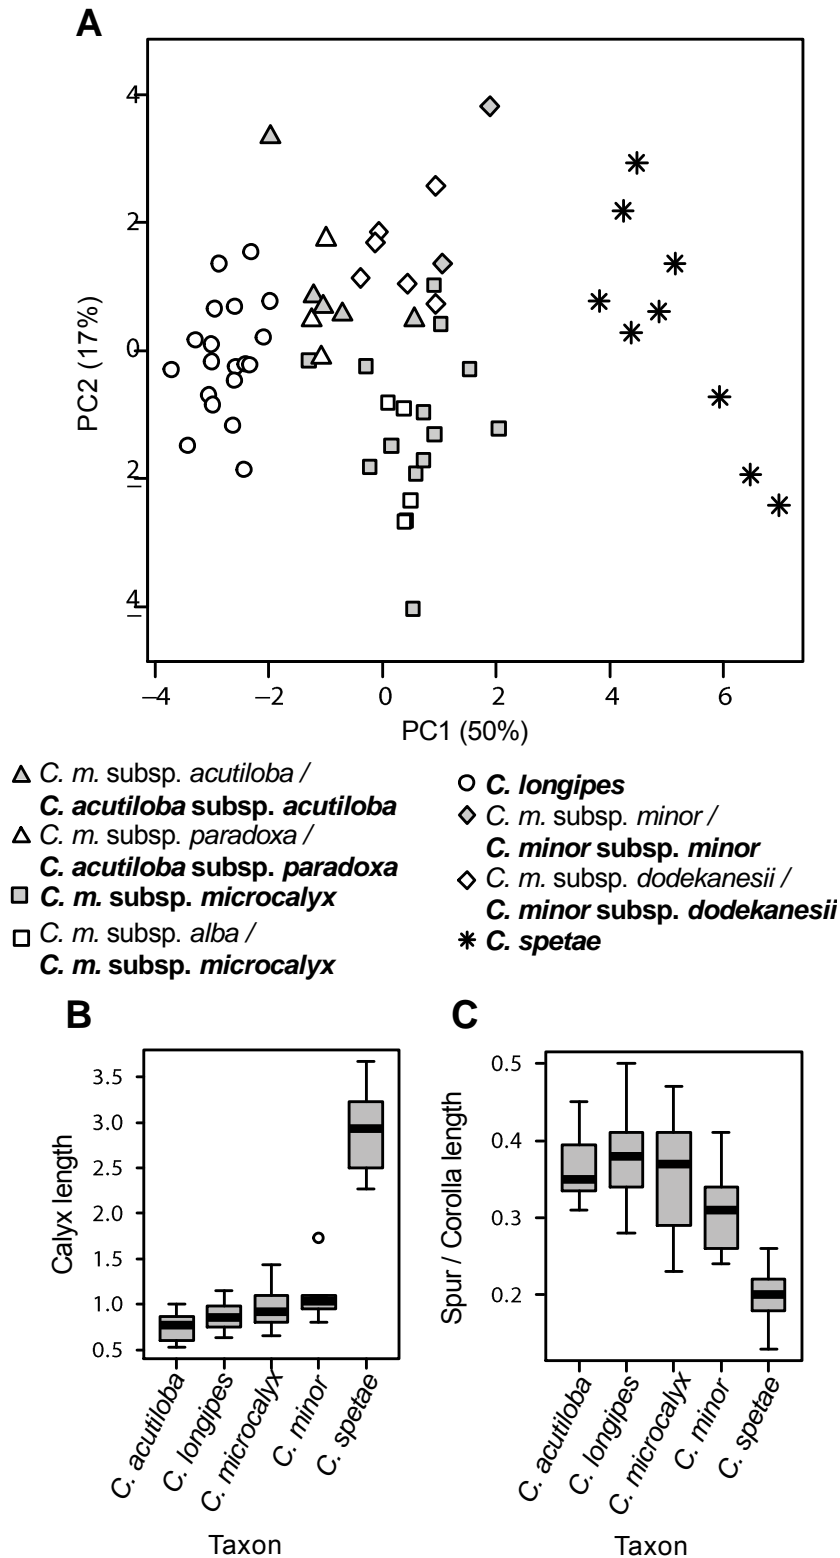 A
4
2
0
2
–
4
–
PC2 (17%)
–4
–2
0
2
4
6
PC1 (50%)
C. m. subsp. acutiloba /
C. acutiloba subsp. acutiloba
C. m. subsp. paradoxa /
C. acutiloba subsp. paradoxa
C. m. subsp. microcalyx
C. m. subsp. alba /
C. m. subsp. microcalyx
C. longipes
C. m. subsp. minor /
C. minor subsp. minor
C. m. subsp. dodekanesii /
C. minor subsp. dodekanesii
C. spetae
B
3.5
3.0
2.5
2.0
1.5
1.0
0.5
Calyx length
C. acutiloba
C. longipes
C. microcalyx
C. minor
C. spetae
Taxon
C
0.5
0.4
0.3
0.2
Spur / Corolla length
C. acutiloba
C. longipes
C. microcalyx
C. minor
C. spetae
Taxon